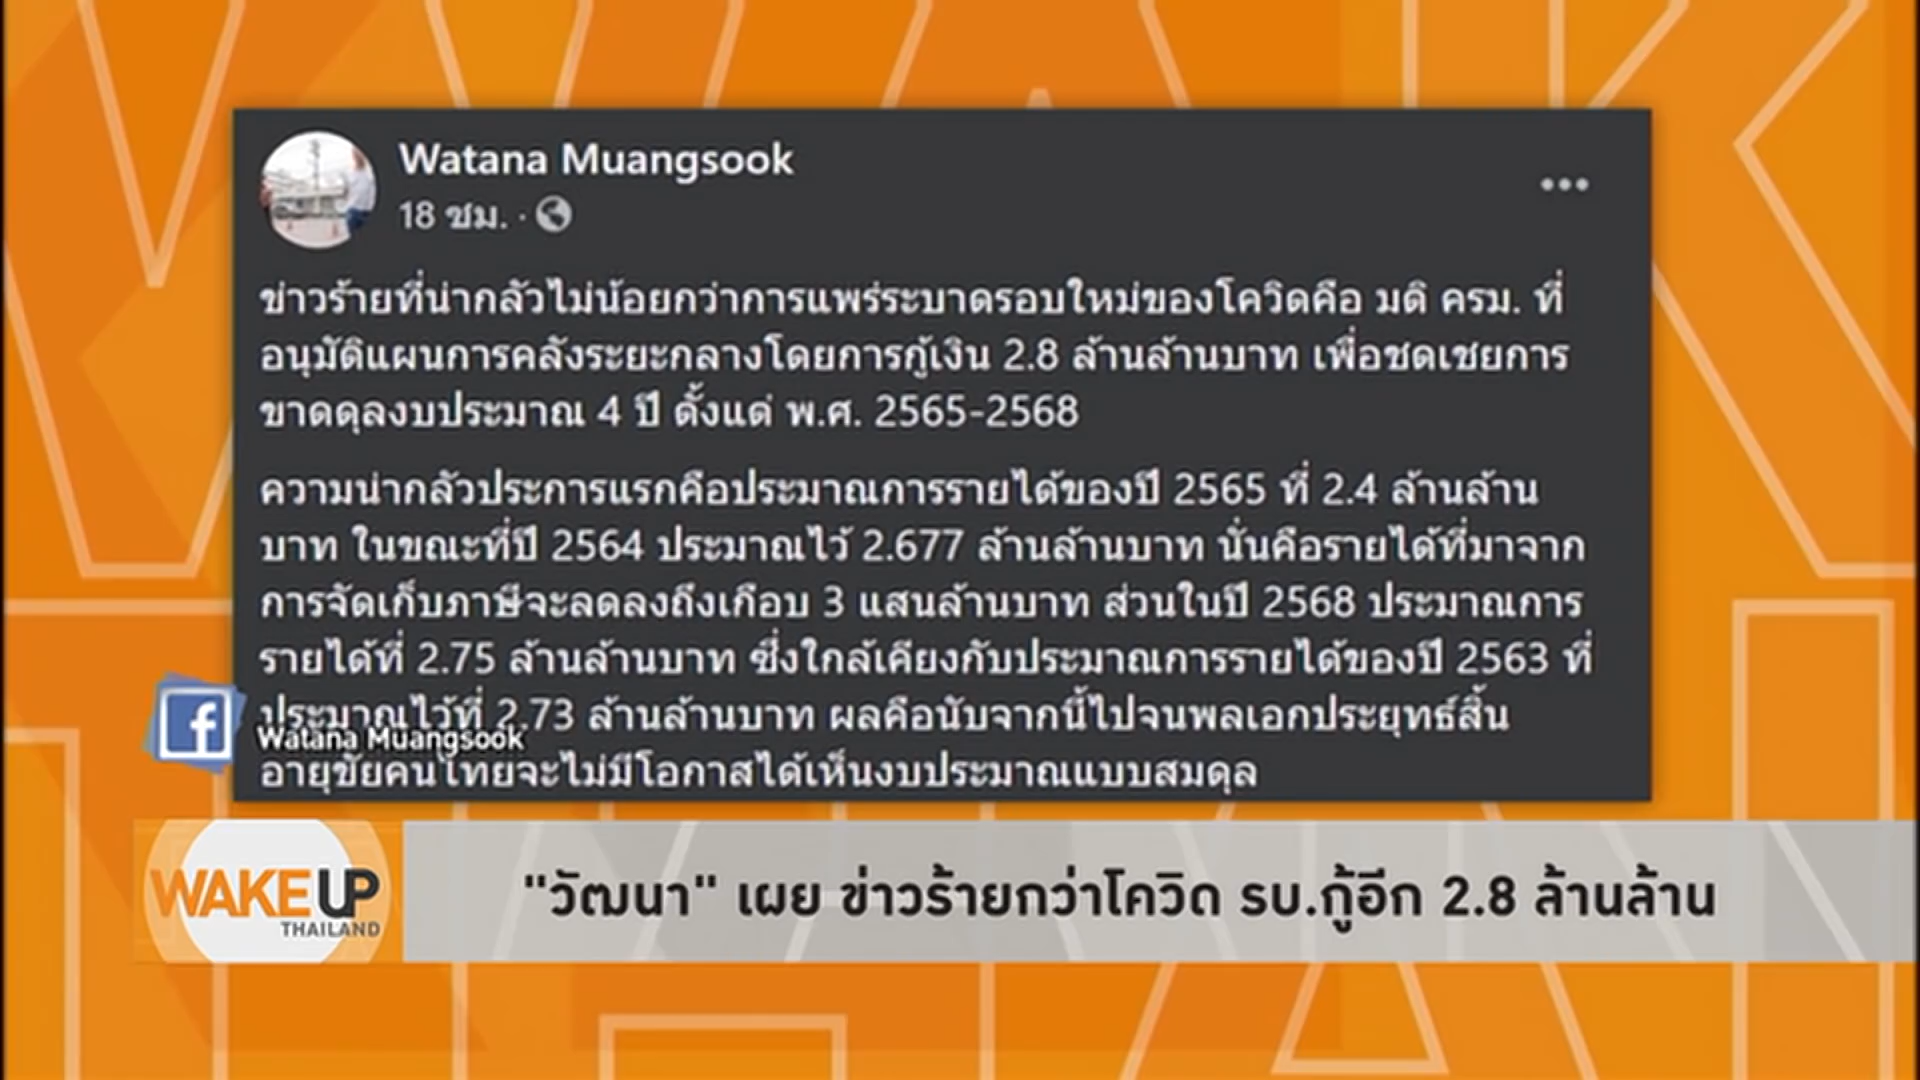 Watana Muangsook
18 ชม. ·
ข่าวร้ายที่น่ากลัวไม่น้อยกว่าการแพร่ระบาดรอบใหม่ของโควิดคือ มติ ครม. ที่
อนุมัติแผนการคลังระยะกลางโดยการกู้เงิน 2.8 ล้านล้านบาท เพื่อชดเชยการ
ขาดดุลงบประมาณ 4 ปี ตั้งแต่ พ.ศ. 2565-2568
ความน่ากลัวประการแรกคือประมาณการรายได้ของปี 2565 ที่ 2.4 ล้านล้าน
บาท ในขณะที่ปี 2564 ประมาณไว้ 2.677 ล้านล้านบาท นั่นคือรายได้ที่มาจาก
การจัดเก็บภาษีจะลดลงถึงเกือบ 3 แสนล้านบาท ส่วนในปี 2568 ประมาณการ
รายได้ที่ 2.75 ล้านล้านบาท ซึ่งใกล้เคียงกับประมาณการรายได้ของปี 2563 ที่
ประมาณไว้ที่ 2.73 ล้านล้านบาท ผลคือนับจากนี้ไปจนพลเอกประยุทธ์สิ้น
อายุขัยคนไทยจะไม่มีโอกาสได้เห็นงบประมาณแบบสมดุล
f
Watana Muangsook
WAKE UP
THAILAND
"วัฒนา" เผย ข่าวร้ายกว่าโควิด รบ.กู้อีก 2.8 ล้านล้าน